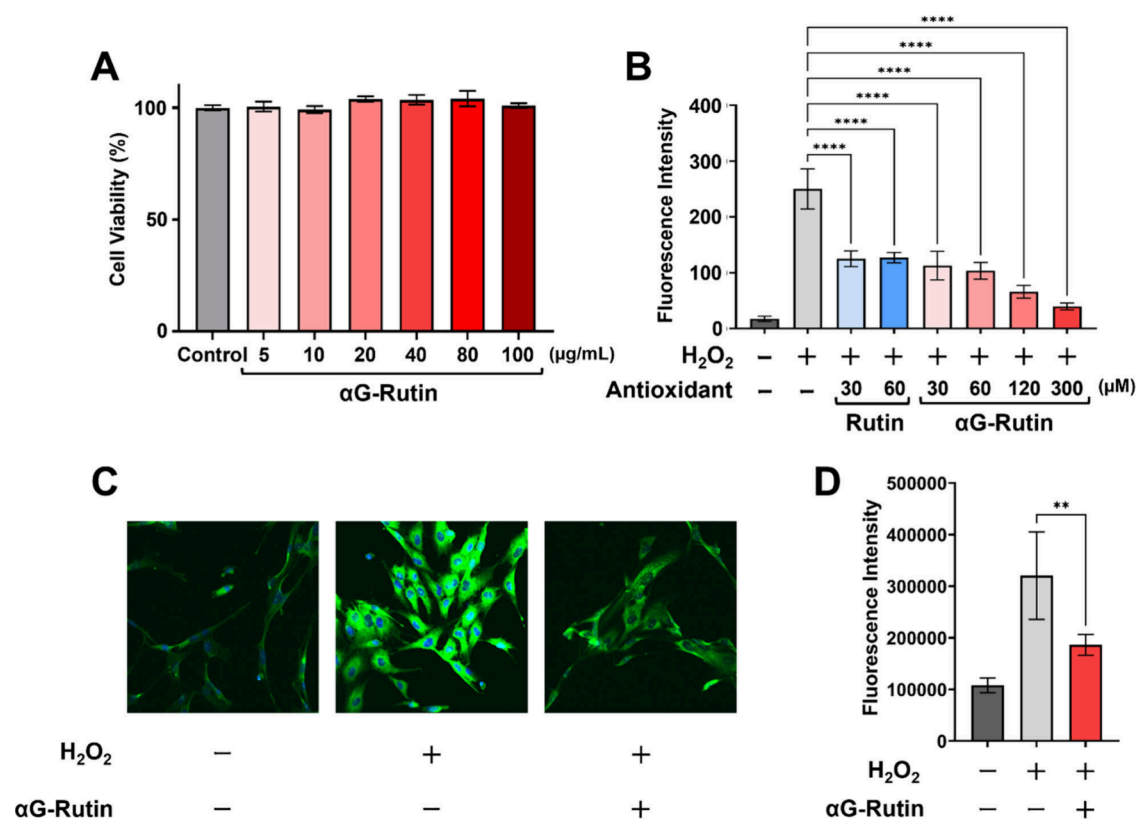 A
Cell Viability (%)
100
50
0
Control 5 10 20 40 80 100 (µg/mL)
αG-Rutin
B
Fluorescence Intensity
****
****
****
****
****
****
400
300
200
100
0
H₂O₂ − + + + + + + +
Antioxidant − − 30 60 30 60 120 300 (µM)
Rutin αG-Rutin
C
H₂O₂ − + +
αG-Rutin − − +
D
Fluorescence Intensity
**
500000
400000
300000
200000
100000
0
H₂O₂ − + +
αG-Rutin − − +